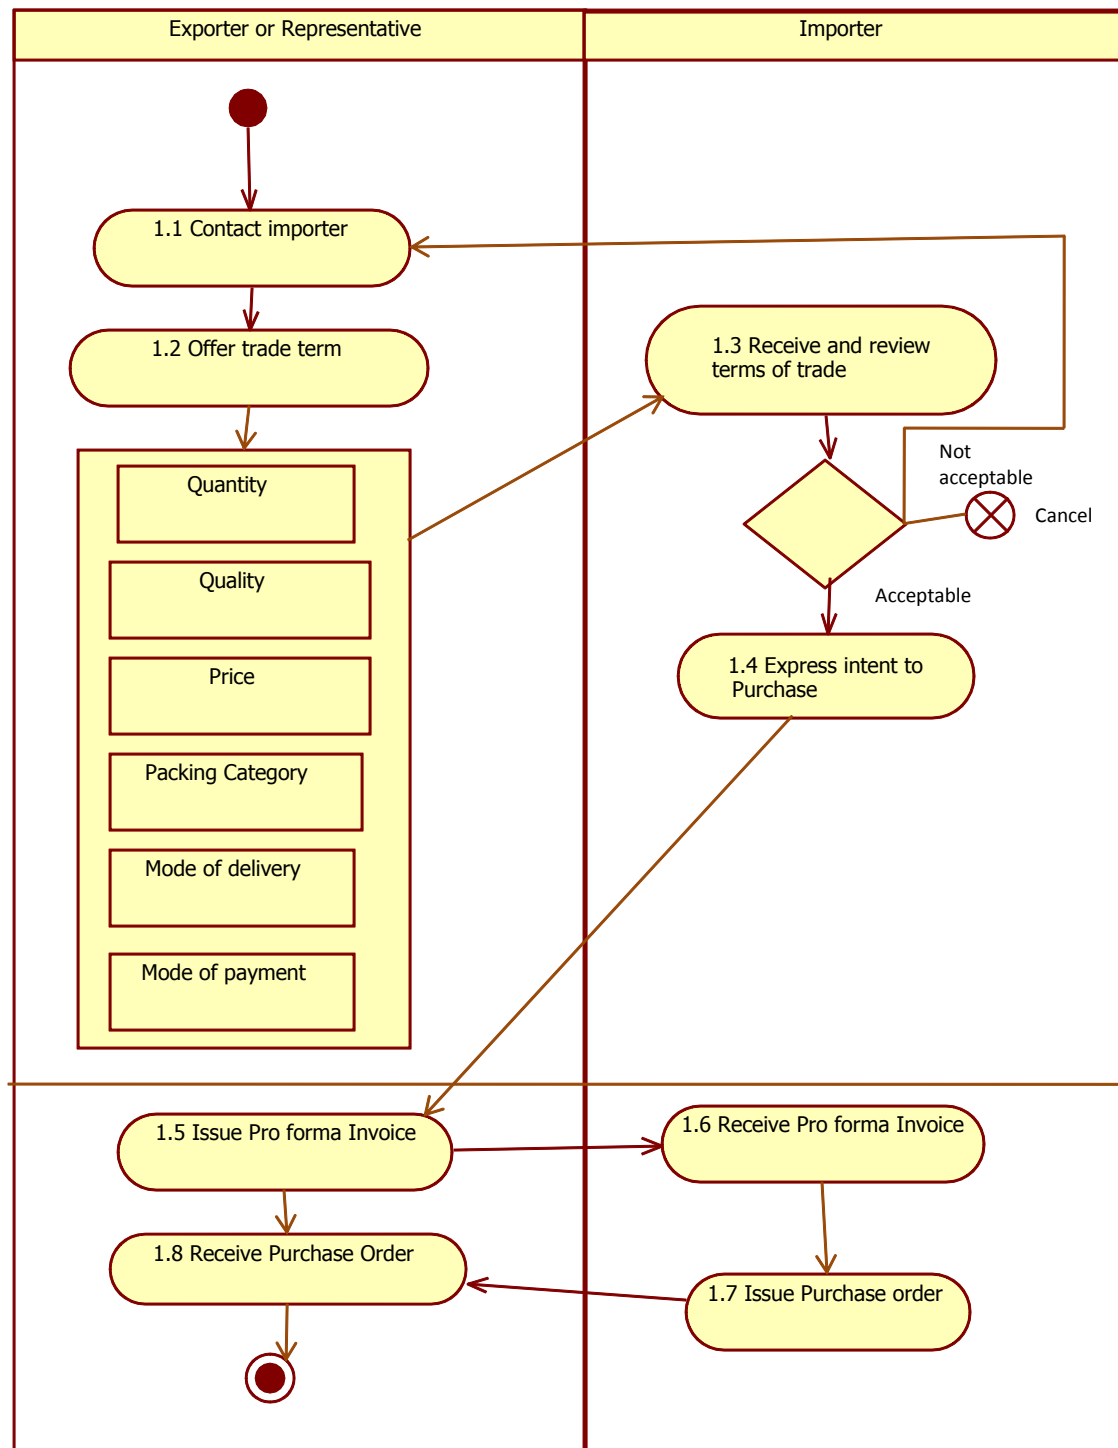 Exporter or Representative
Importer
1.1 Contact importer
1.2 Offer trade term
1.3 Receive and review
terms of trade
Not
acceptable
Cancel
Acceptable
Quantity
Quality
Price
Packing Category
Mode of delivery
Mode of payment
1.4 Express intent to
Purchase
1.5 Issue Pro forma Invoice
1.6 Receive Pro forma Invoice
1.8 Receive Purchase Order
1.7 Issue Purchase order